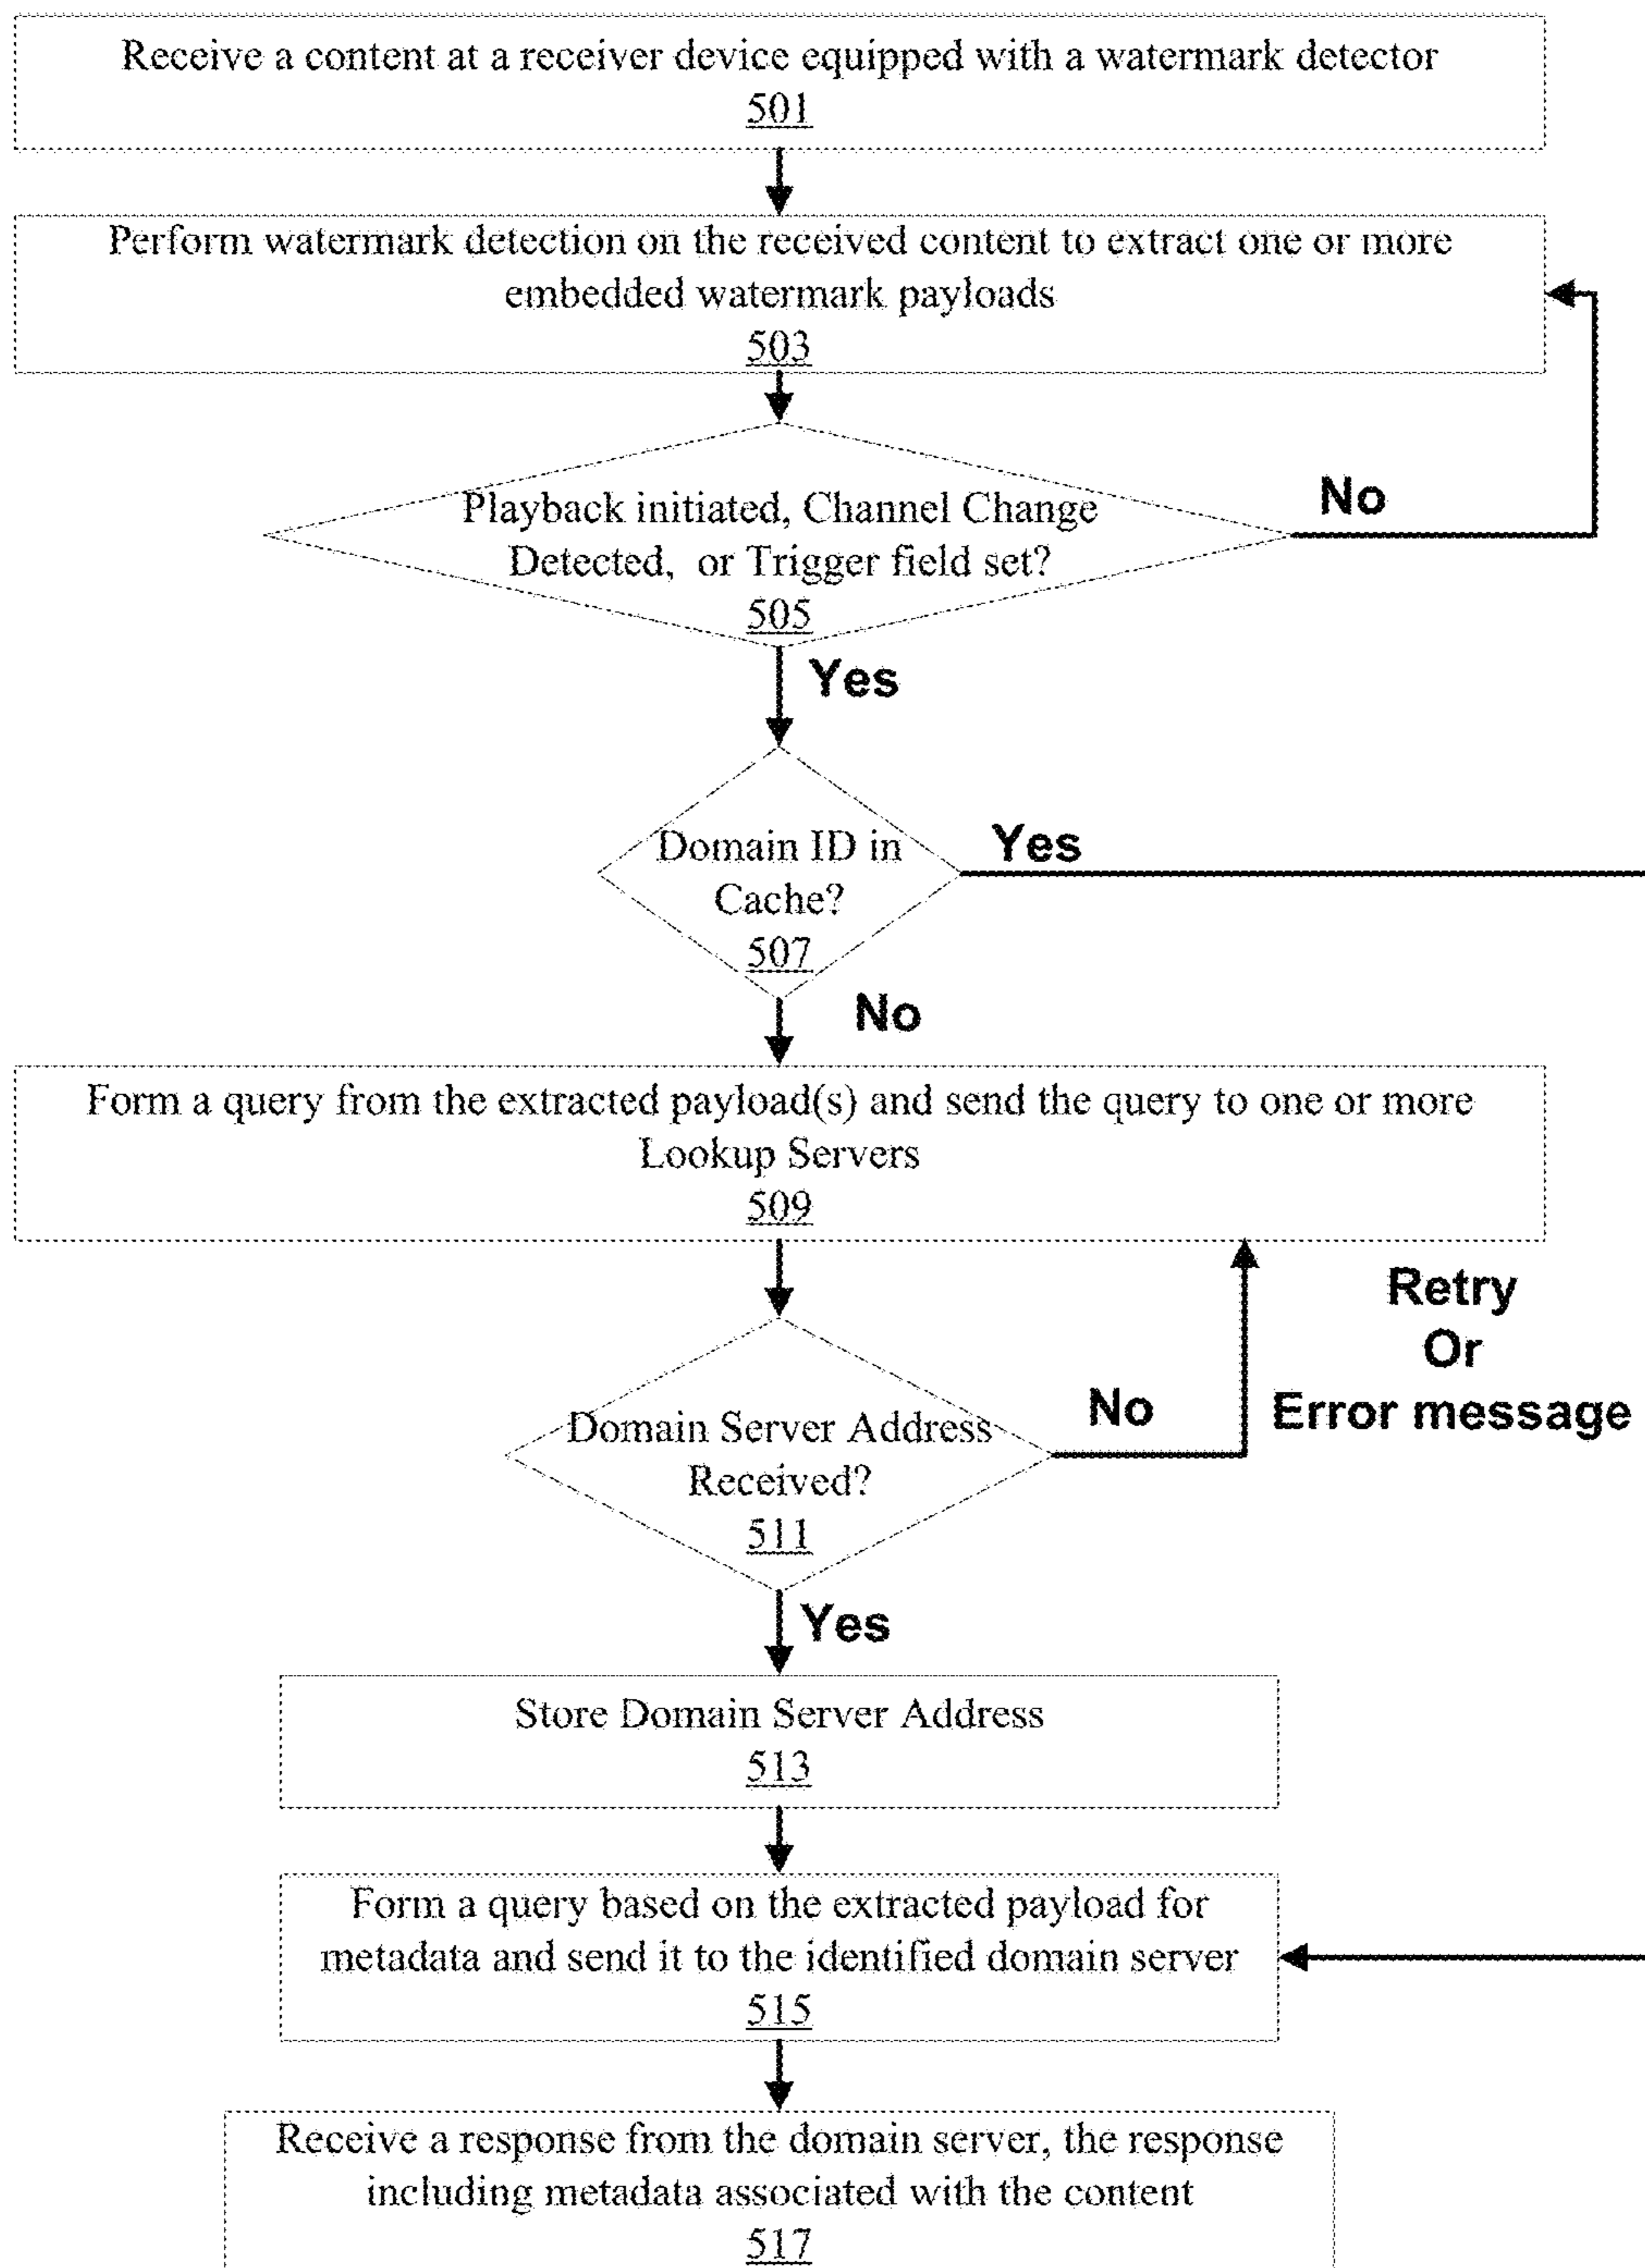 Receive a content at a receiver device equipped with a watermark detector
501
Perform watermark detection on the received content to extract one or more
embedded watermark payloads
503
Playback initiated, Channel Change
Detected, or Trigger field set?
505
No
Yes
Domain ID in
Cache?
507
Yes
No
Form a query from the extracted payload(s) and send the query to one or more
Lookup Servers
509
Retry
Or
Error message
No
Domain Server Address
Received?
511
Yes
Store Domain Server Address
513
Form a query based on the extracted payload for
metadata and send it to the identified domain server
515
Receive a response from the domain server, the response
including metadata associated with the content
517